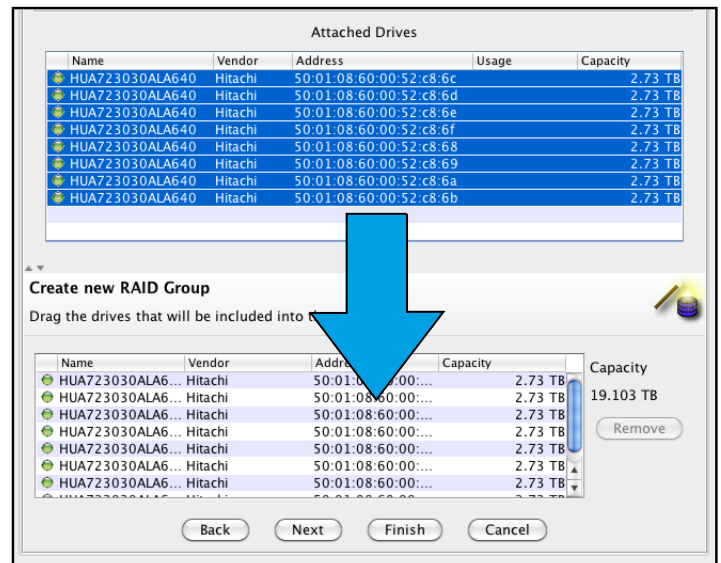 Attached Drives
Name Vendor Address Usage Capacity
HUA723030ALA640 Hitachi 50:01:08:60:00:52:c8:6c 2.73 TB
HUA723030ALA640 Hitachi 50:01:08:60:00:52:c8:6d 2.73 TB
HUA723030ALA640 Hitachi 50:01:08:60:00:52:c8:6e 2.73 TB
HUA723030ALA640 Hitachi 50:01:08:60:00:52:c8:6f 2.73 TB
HUA723030ALA640 Hitachi 50:01:08:60:00:52:c8:68 2.73 TB
HUA723030ALA640 Hitachi 50:01:08:60:00:52:c8:69 2.73 TB
HUA723030ALA640 Hitachi 50:01:08:60:00:52:c8:6a 2.73 TB
HUA723030ALA640 Hitachi 50:01:08:60:00:52:c8:6b 2.73 TB
Create new RAID Group
Drag the drives that will be included into
Name Vendor Capacity
HUA723030ALA6... Hitachi 2.73 TB
HUA723030ALA6... Hitachi 2.73 TB
HUA723030ALA6... Hitachi 50:01:08:60:00:... 2.73 TB
HUA723030ALA6... Hitachi 50:01:08:60:00:... 2.73 TB
HUA723030ALA6... Hitachi 50:01:08:60:00:... 2.73 TB
HUA723030ALA6... Hitachi 50:01:08:60:00:... 2.73 TB
HUA723030ALA6... Hitachi 50:01:08:60:00:... 2.73 TB
Capacity
19.103 TB
Remove
Back Next Finish Cancel